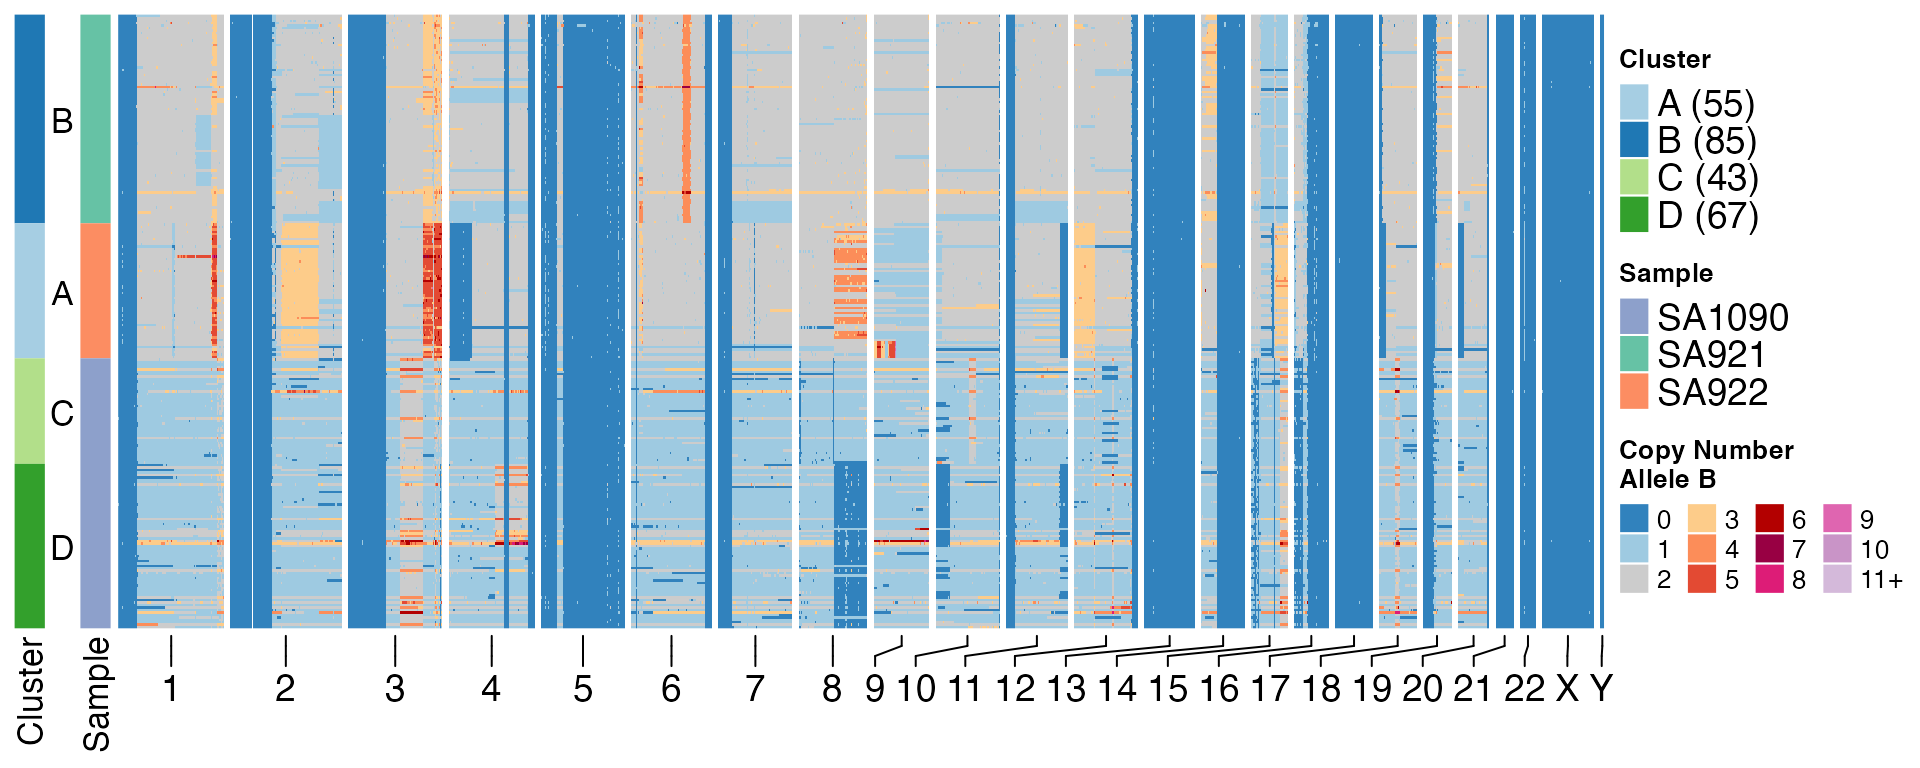 B
A
C
D
Cluster
Sample
1 2 3 4 5 6 7 8 9 10 11 12 13 14 15 16 17 18 19 20 21 22 X Y
Cluster
A (55)
B (85)
C (43)
D (67)
Sample
SA1090
SA921
SA922
Copy Number
Allele B
0 3 6 9
1 4 7 10
2 5 8 11+